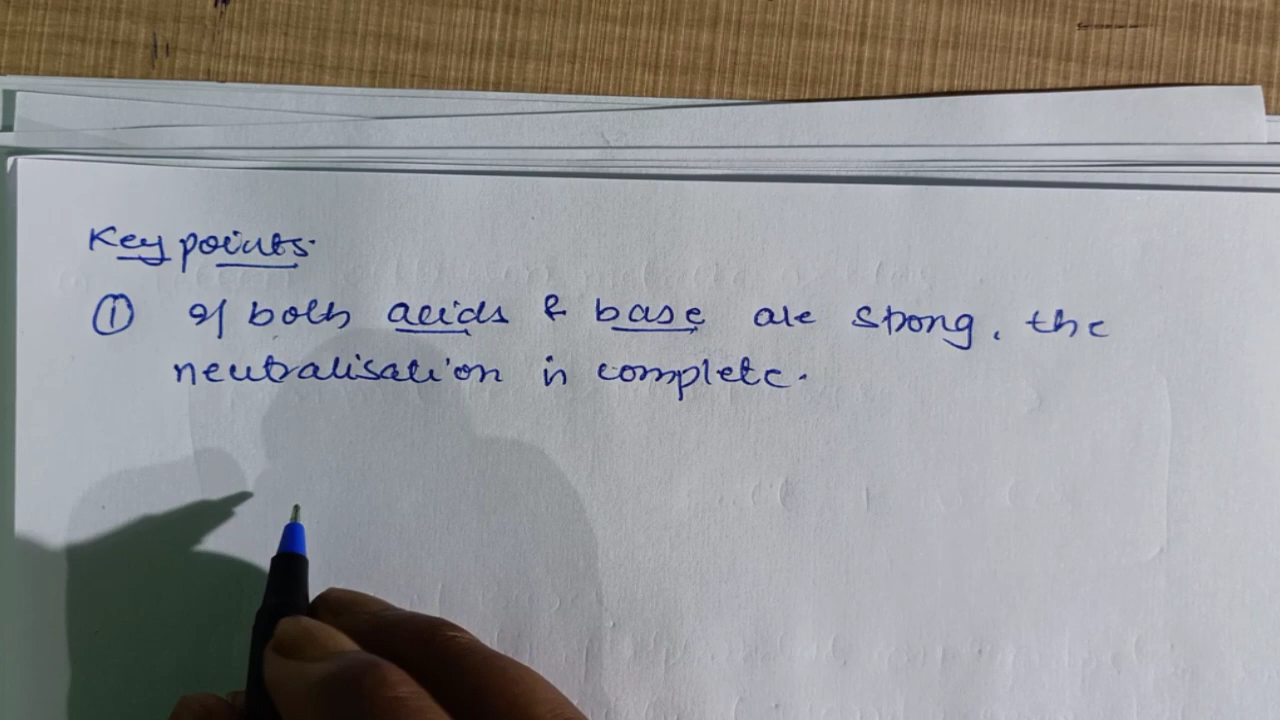 Key points.
① If both acids & base are strong, the
neutralisation is complete.